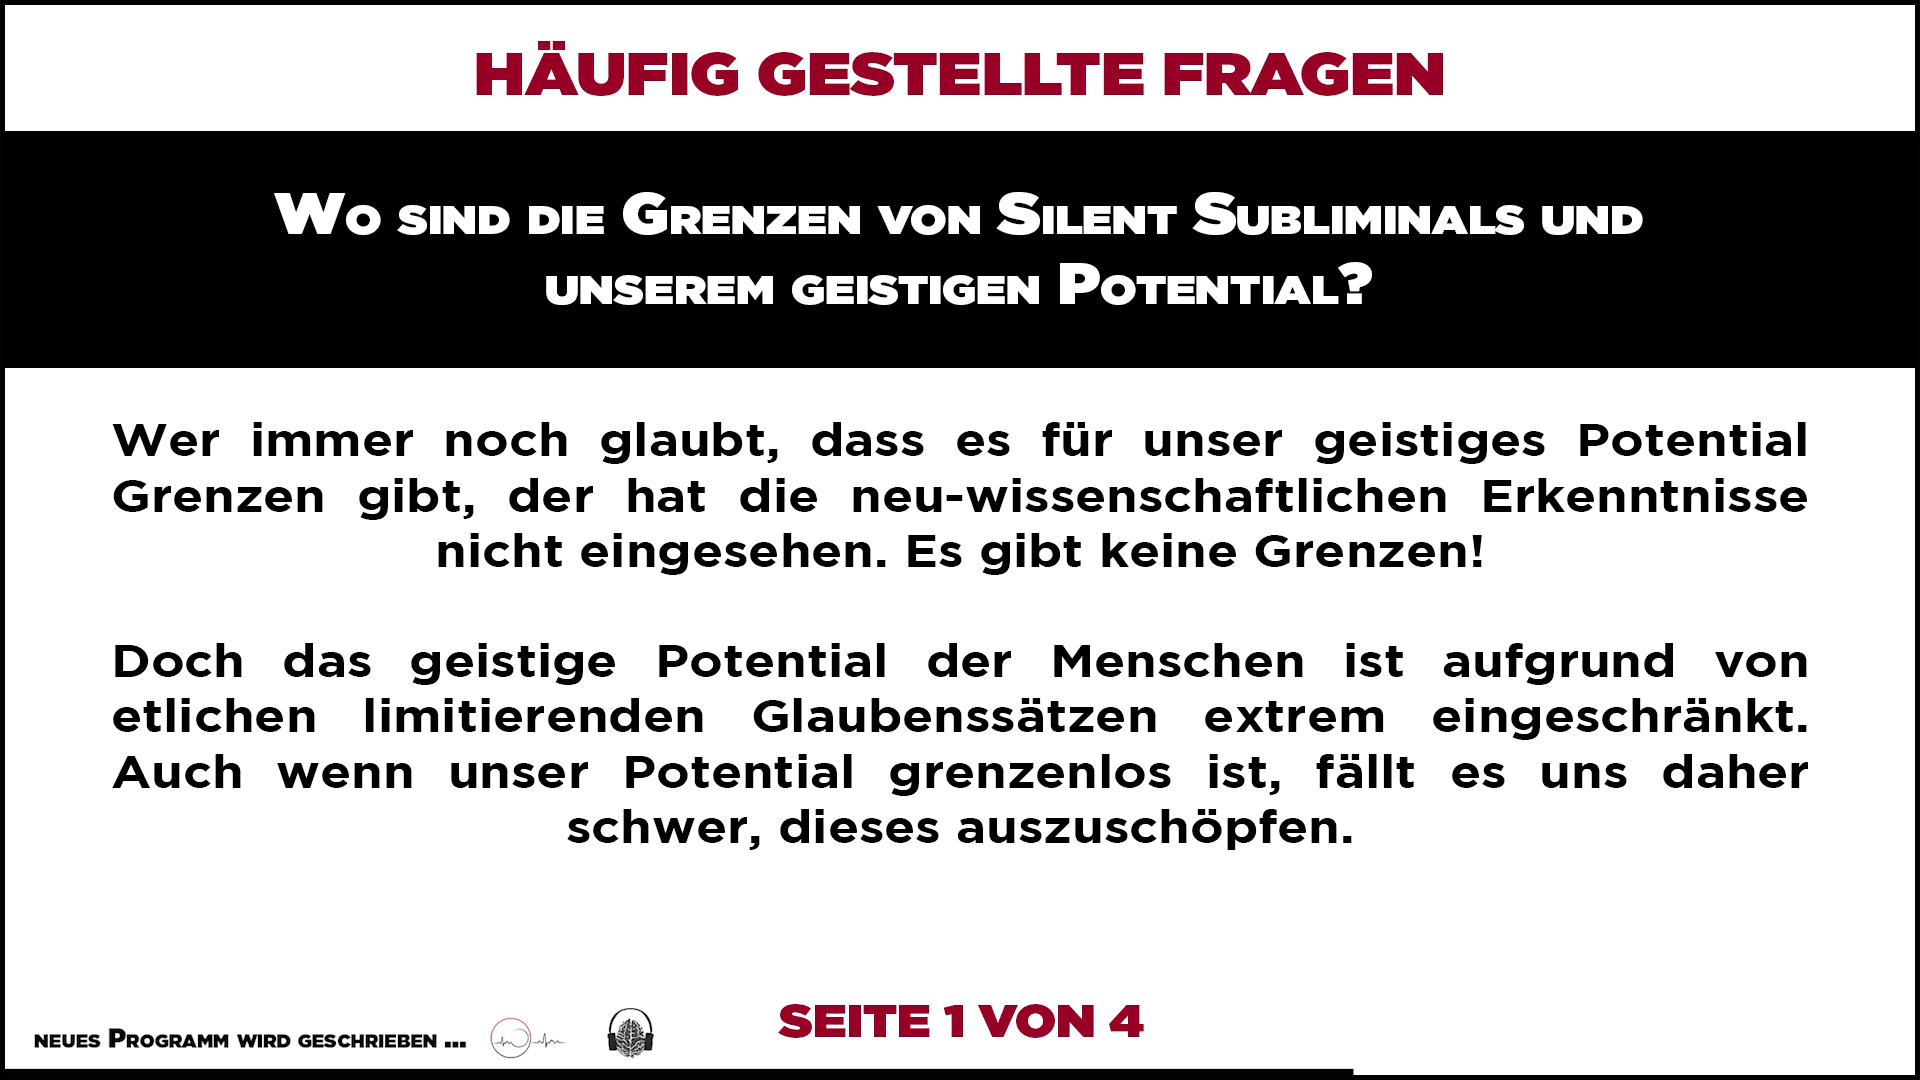 HÄUFIG GESTELLTE FRAGEN
Wo sind die Grenzen von Silent Subliminals und
unserem geistigen Potential?
Wer immer noch glaubt, dass es für unser geistiges Potential
Grenzen gibt, der hat die neu-wissenschaftlichen Erkenntnisse
nicht eingesehen. Es gibt keine Grenzen!
Doch das geistige Potential der Menschen ist aufgrund von
etlichen limitierenden Glaubenssätzen extrem eingeschränkt.
Auch wenn unser Potential grenzenlos ist, fällt es uns daher
schwer, dieses auszuschöpfen.
neues Programm wird geschrieben ...
SEITE 1 VON 4